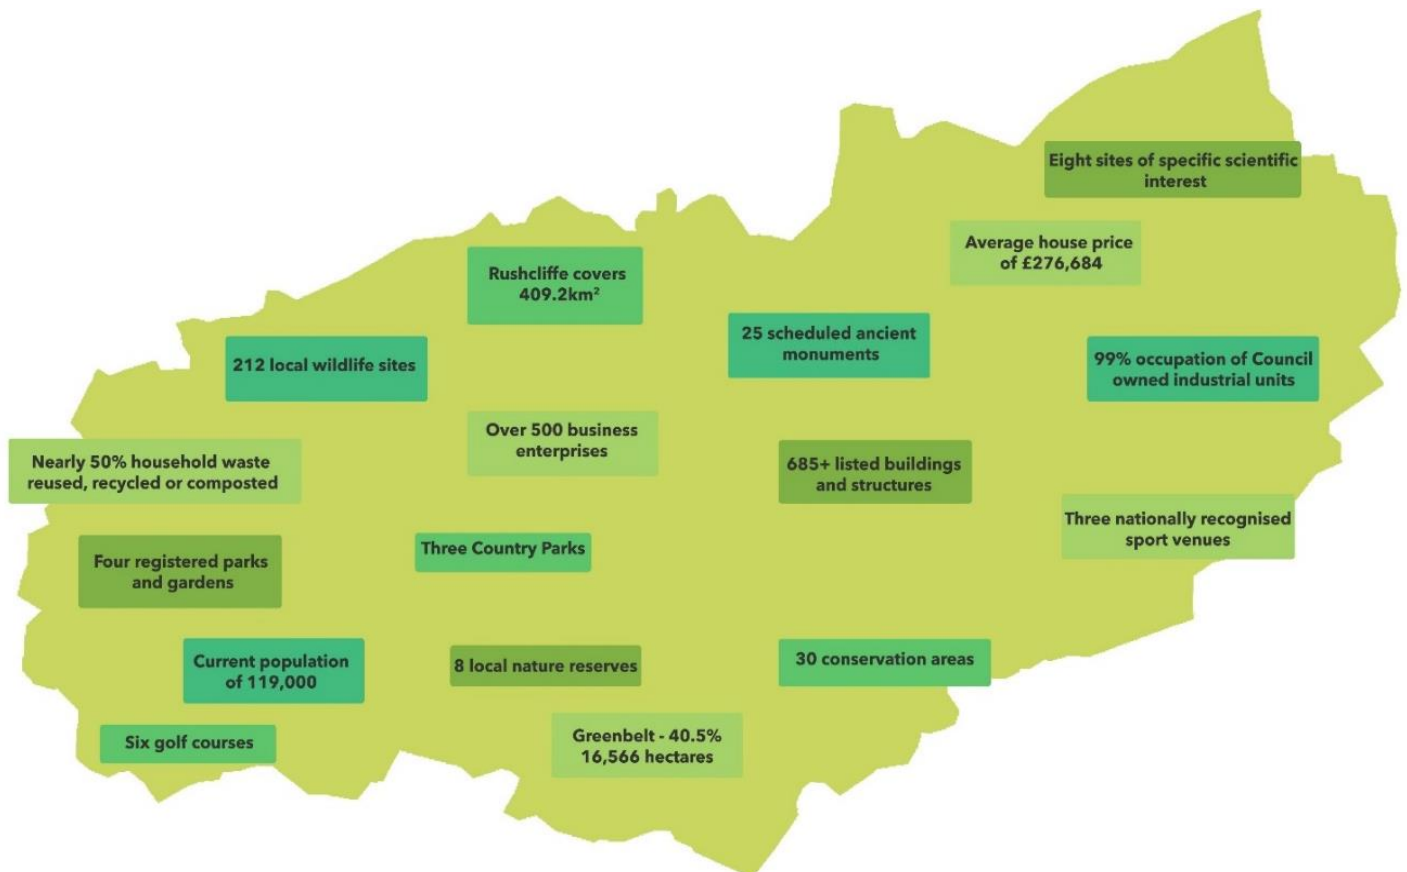 Eight sites of specific scientific
interest
Average house price
of £276,684
Rushcliffe covers
409.2km²
25 scheduled ancient
monuments
212 local wildlife sites
99% occupation of Council
owned industrial units
Over 500 business
enterprises
Nearly 50% household waste
reused, recycled or composted
685+ listed buildings
and structures
Three nationally recognised
sport venues
Three Country Parks
Four registered parks
and gardens
Current population
of 119,000
8 local nature reserves
30 conservation areas
Six golf courses
Greenbelt - 40.5%
16,566 hectares